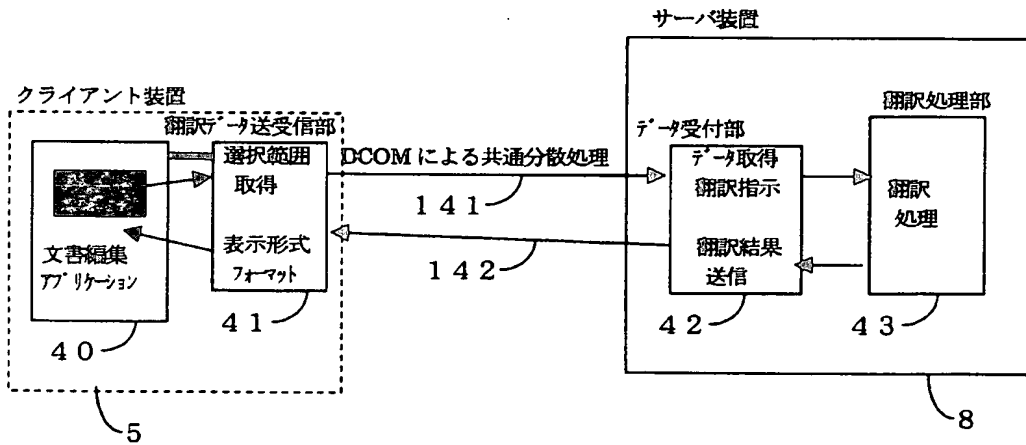 サーバ装置
クライアント装置
翻訳データ送受信部
選択範囲
取得
表示形式
フォーマット
文書編集
アプリケーション
DCOMによる共通分散処理
141
142
データ受付部
データ取得
翻訳指示
翻訳結果
送信
翻訳処理部
翻訳
処理
40
41
42
43
5
8